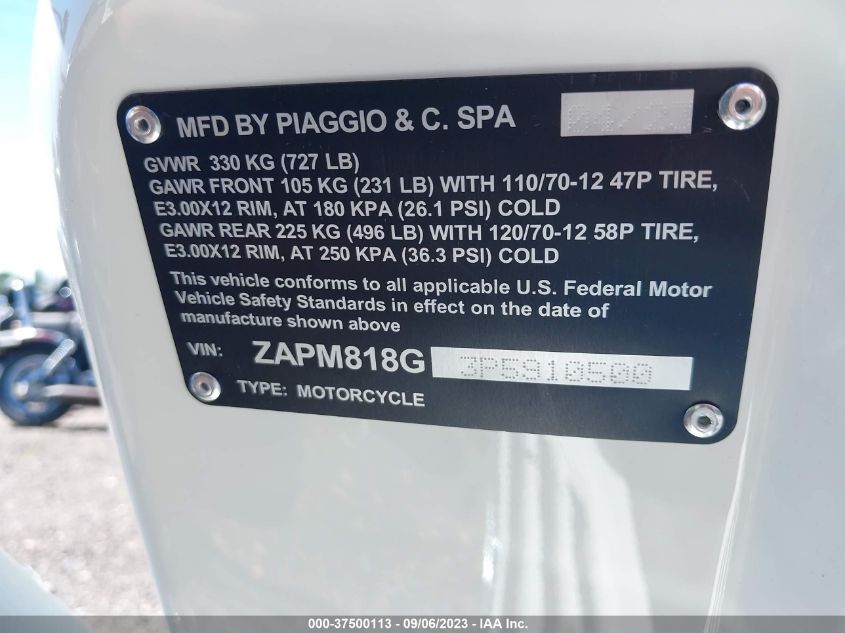 MFD BY PIAGGIO & C. SPA
GVWR 330 KG (727 LB)
GAWR FRONT 105 KG (231 LB) WITH 110/70-12 47P TIRE,
E3.00X12 RIM, AT 180 KPA (26.1 PSI) COLD
GAWR REAR 225 KG (496 LB) WITH 120/70-12 58P TIRE,
E3.00X12 RIM, AT 250 KPA (36.3 PSI) COLD
This vehicle conforms to all applicable U.S. Federal Motor
Vehicle Safety Standards in effect on the date of
manufacture shown above
VIN: ZAPM818G 3P5910500
TYPE: MOTORCYCLE
000-37500113 - 09/06/2023 - IAA Inc.